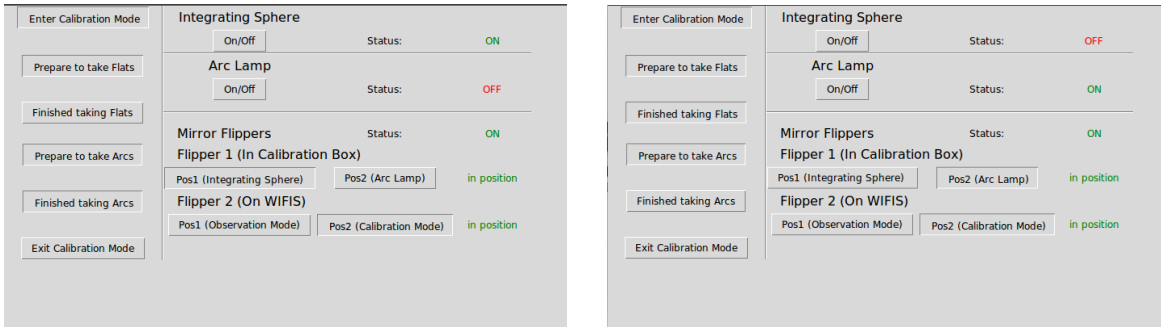 Enter Calibration Mode
Integrating Sphere
On/Off Status: ON
Prepare to take Flats
Arc Lamp
On/Off Status: OFF
Finished taking Flats
Mirror Flippers Status: ON
Prepare to take Arcs
Flipper 1 (In Calibration Box)
Pos1 (Integrating Sphere) Pos2 (Arc Lamp) in position
Finished taking Arcs
Flipper 2 (On WIFIS)
Pos1 (Observation Mode) Pos2 (Calibration Mode) in position
Exit Calibration Mode
Enter Calibration Mode
Integrating Sphere
On/Off Status: OFF
Prepare to take Flats
Arc Lamp
On/Off Status: ON
Finished taking Flats
Mirror Flippers Status: ON
Prepare to take Arcs
Flipper 1 (In Calibration Box)
Pos1 (Integrating Sphere) Pos2 (Arc Lamp) in position
Finished taking Arcs
Flipper 2 (On WIFIS)
Pos1 (Observation Mode) Pos2 (Calibration Mode) in position
Exit Calibration Mode